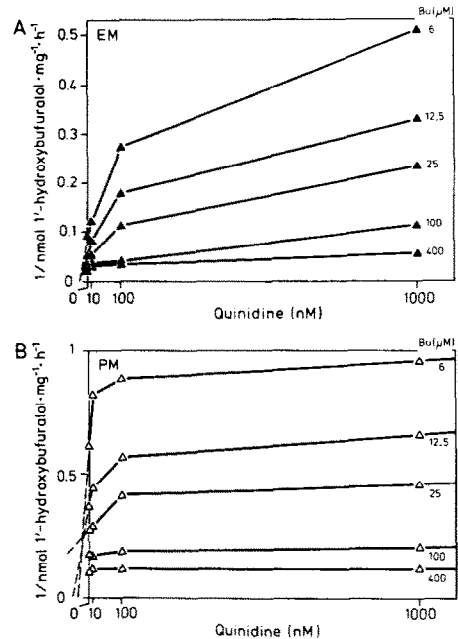 A
EM
Bu(μM)
0.5
0.4
0.3
0.2
0.1
0
1/nmol 1'-hydroxybufuralol·mg⁻¹·h⁻¹
6
12.5
25
100
400
0 10 100 1000
Quinidine (nM)
B
PM
Bu(μM)
1
0.5
0
1/nmol 1'-hydroxybufuralol·mg⁻¹·h⁻¹
6
12.5
25
100
400
0 10 100 1000
Quinidine (nM)